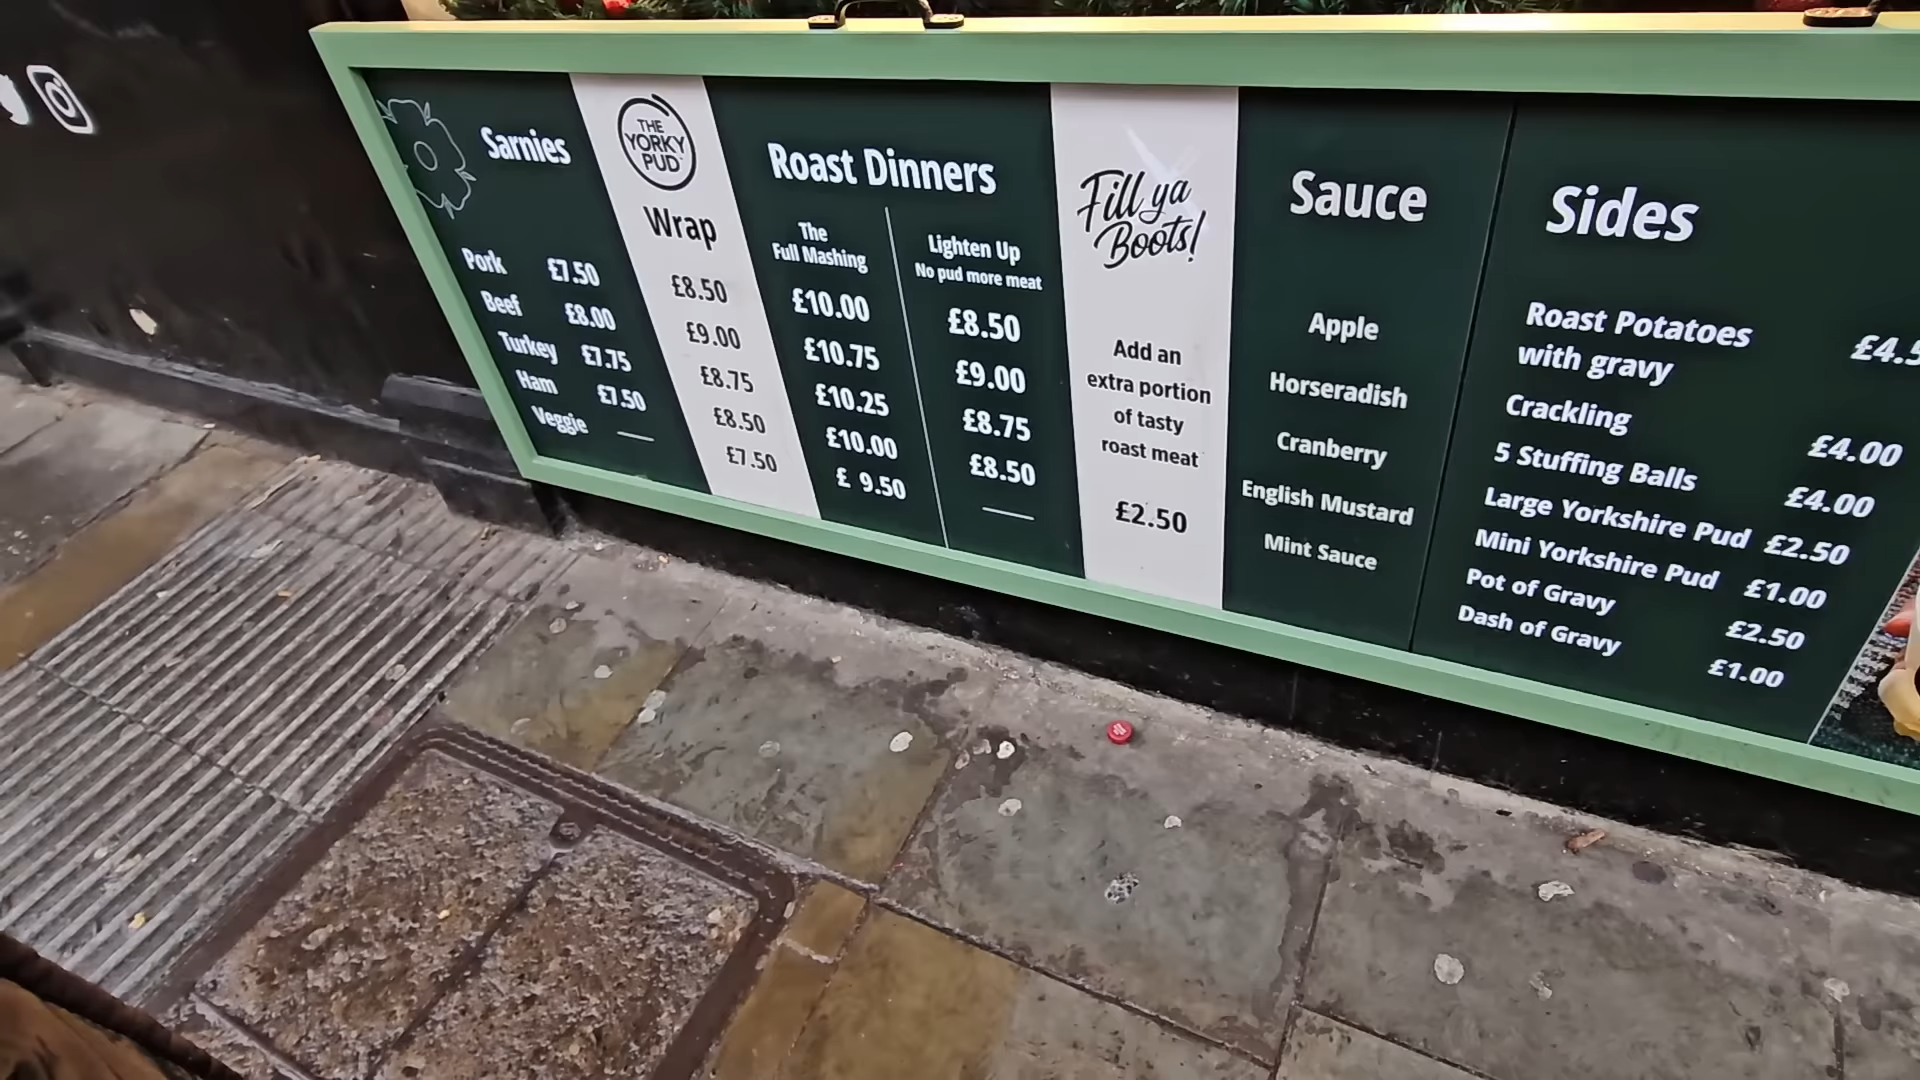 Sarnies
Pork £7.50
Beef £8.00
Turkey £7.75
Ham £7.50
Veggie —
THE
YORKY
PUD
Wrap
£8.50
£9.00
£8.75
£8.50
£7.50
Roast Dinners
The
Full Mashing
£10.00
£10.75
£10.25
£10.00
£ 9.50
Lighten Up
No pud more meat
£8.50
£9.00
£8.75
£8.50
—
Fill ya
Boots!
Add an
extra portion
of tasty
roast meat
£2.50
Sauce
Apple
Horseradish
Cranberry
English Mustard
Mint Sauce
Sides
Roast Potatoes
with gravy
Crackling £4.00
5 Stuffing Balls £4.00
Large Yorkshire Pud £2.50
Mini Yorkshire Pud £1.00
Pot of Gravy £2.50
Dash of Gravy £1.00